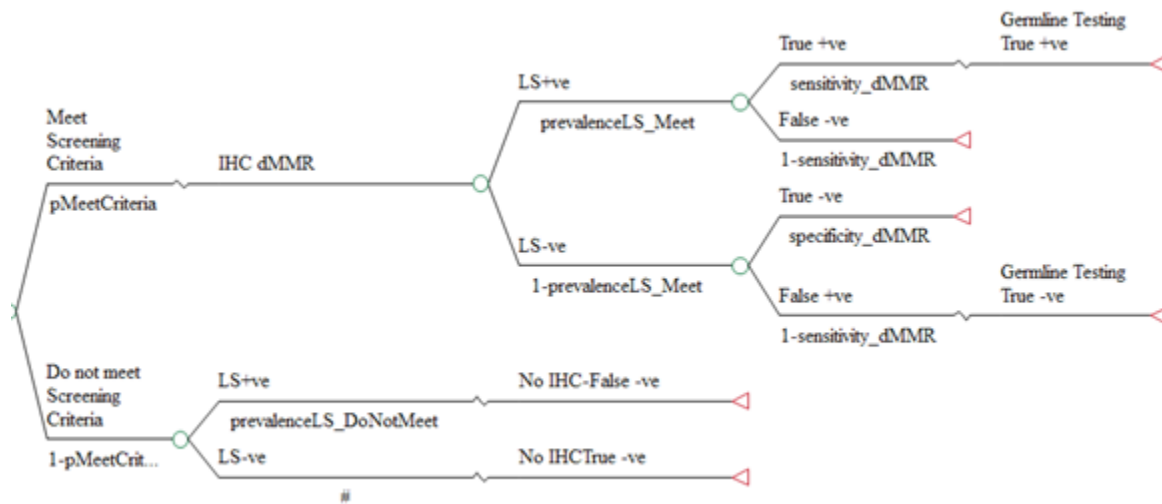 Germline Testing
True +ve
True +ve
sensitivity_dMMR
LS+ve
prevalenceLS_Meet
False -ve
1-sensitivity_dMMR
Meet
Screening
Criteria
pMeetCriteria
IHC dMMR
True -ve
specificity_dMMR
LS-ve
1-prevalenceLS_Meet
Germline Testing
True -ve
False +ve
1-sensitivity_dMMR
Do not meet
Screening
Criteria
1-pMeetCrit...
LS+ve
prevalenceLS_DoNotMeet
No IHC-False -ve
LS-ve
#
No IHCTrue -ve